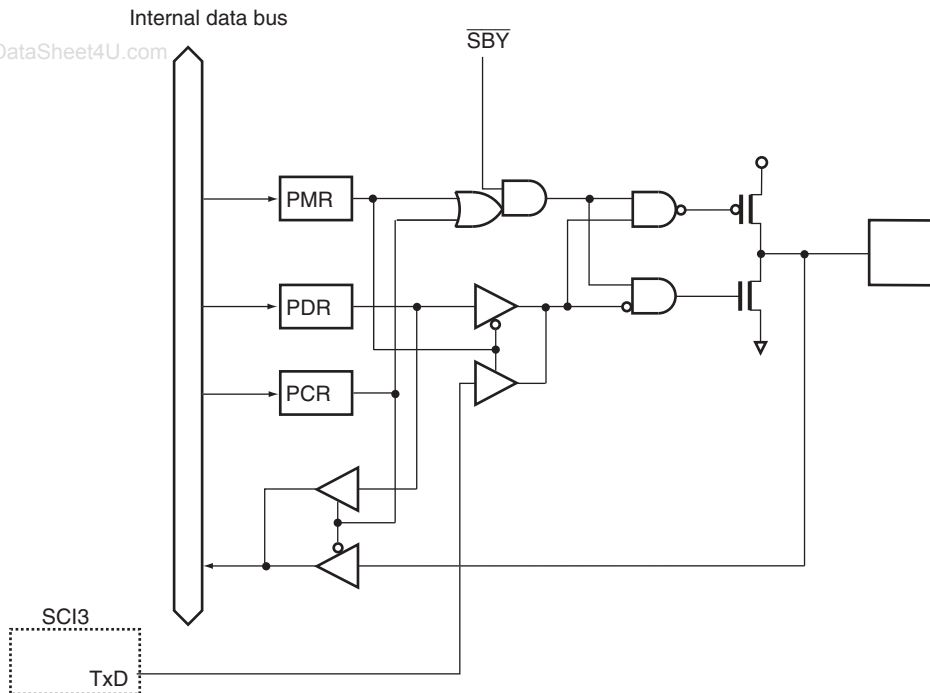 Internal data bus
DataSheet4U.com
SBY
PMR
PDR
PCR
SCI3
TxD